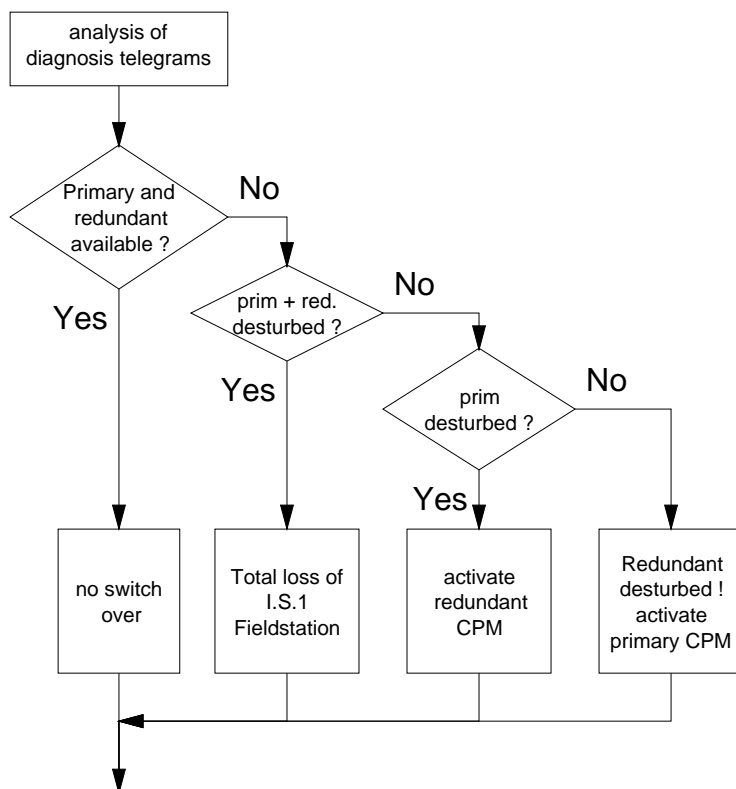 analysis of
diagnosis telegrams
Primary and
redundant
available ?
No
Yes
prim + red.
desturbed ?
No
Yes
prim
desturbed ?
No
Yes
no switch
over
Total loss of
I.S.1
Fieldstation
activate
redundant
CPM
Redundant
desturbed !
activate
primary CPM